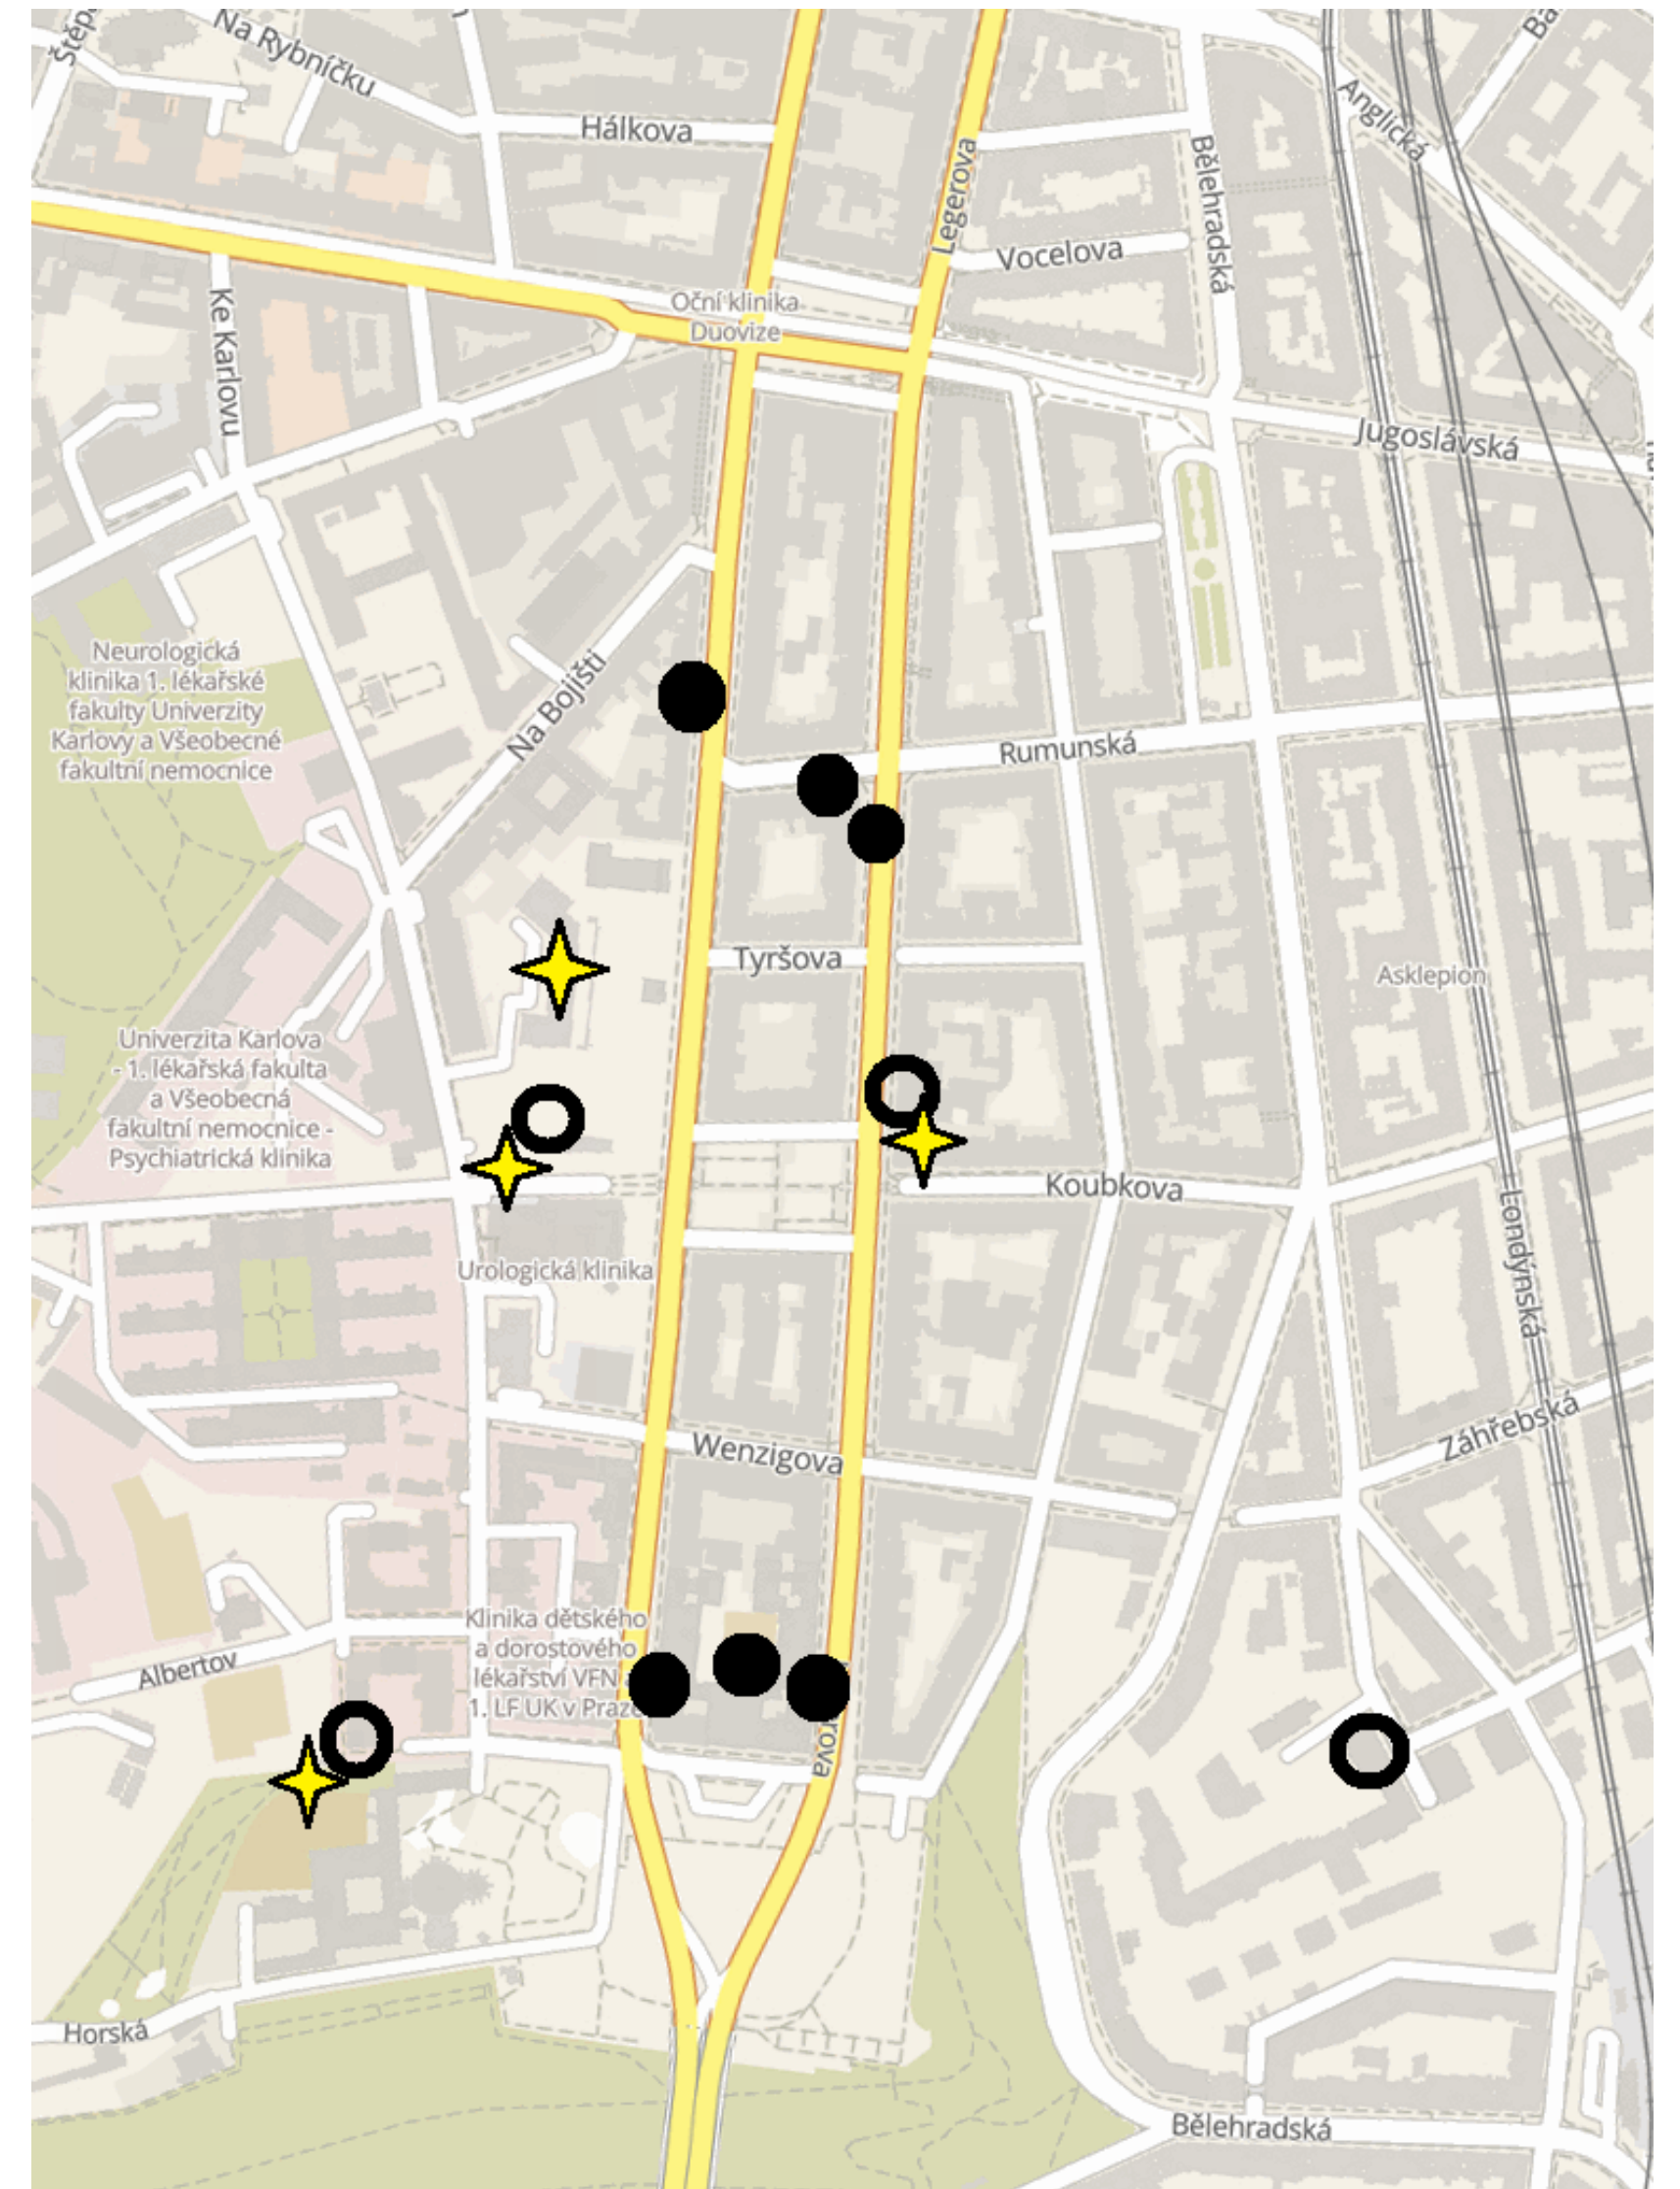 Na Rybníčku
Hálkova
Anglická
Legerova
Bělehradská
Vocelova
Ke Karlovu
Oční klinika
Duovize
Jugoslávská
Neurologická
klinika 1. lékařské
fakulty Univerzity
Karlovy a Všeobecné
fakultní nemocnice
Na Bojišti
Rumunská
Tyršova
Asklepion
Univerzita Karlova
- 1. lékařská fakulta
a Všeobecná
fakultní nemocnice -
Psychiatrická klinika
Koubkova
Londýnská
Urologická klinika
Wenzigova
Záhřebská
Klinika dětského
a dorostového
lékařství VFN
1. LF UK v Praze
Albertov
rova
Horská
Bělehradská